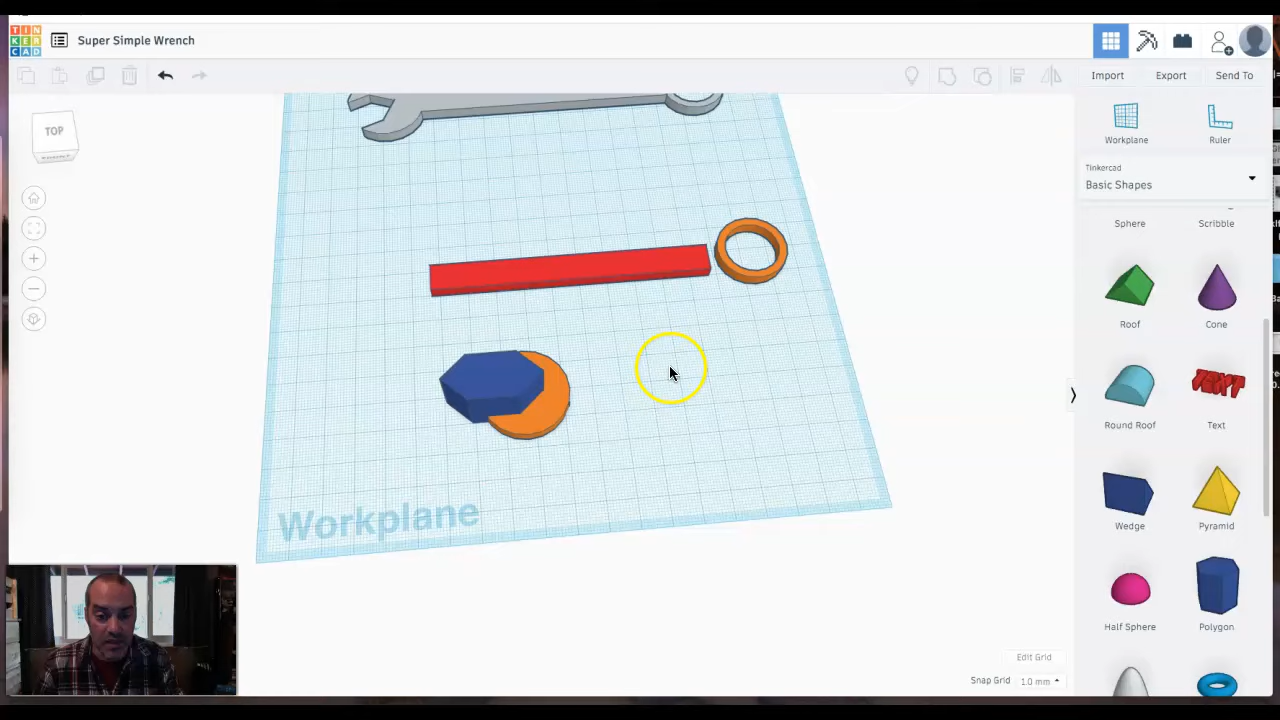 TIN
KER
CAD
Super Simple Wrench
Import
Export
Send To
TOP
Workplane
Ruler
Tinkercad
Basic Shapes
Sphere
Scribble
Roof
Cone
Round Roof
TEXT
Text
Wedge
Pyramid
Half Sphere
Polygon
Workplane
Edit Grid
Snap Grid
1.0 mm